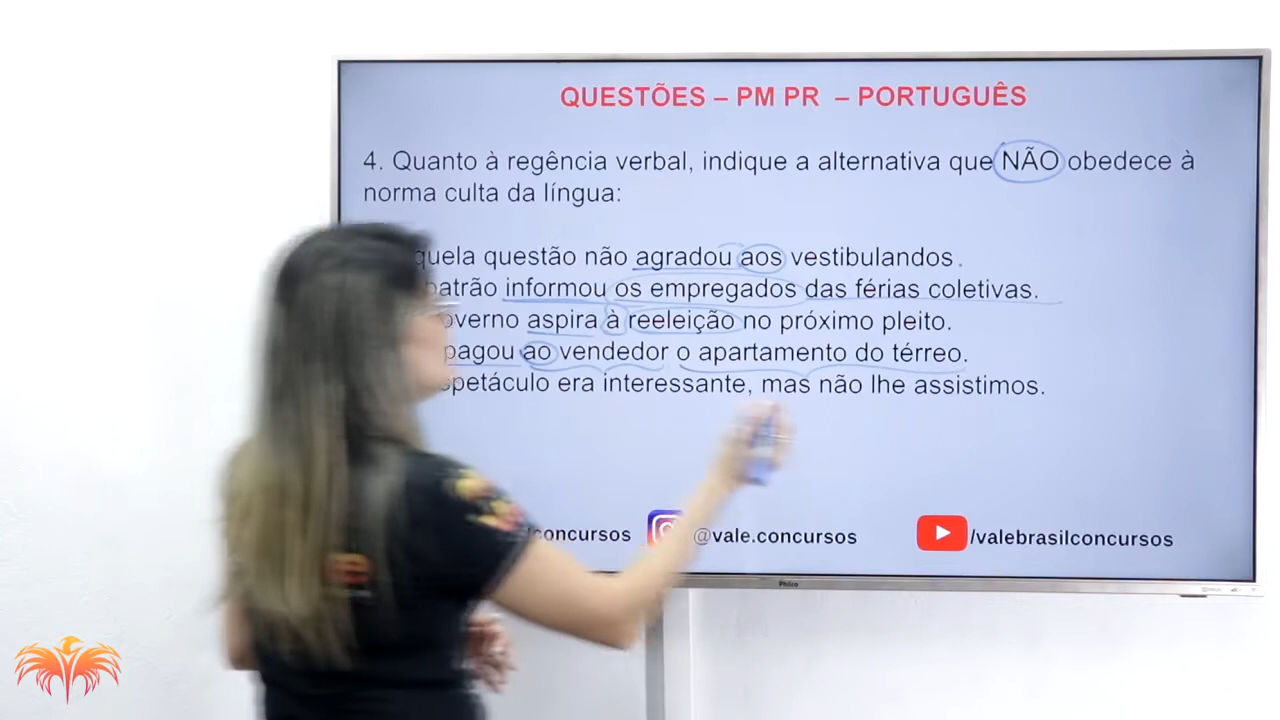 QUESTÕES – PM PR – PORTUGUÊS
4. Quanto à regência verbal, indique a alternativa que NÃO obedece à
norma culta da língua:
quela questão não agradou aos vestibulandos.
patrão informou os empregados das férias coletivas.
overno aspira à reeleição no próximo pleito.
pagou ao vendedor o apartamento do térreo.
spetáculo era interessante, mas não lhe assistimos.
/concursos @vale.concursos /valebrasilconcursos
Philco